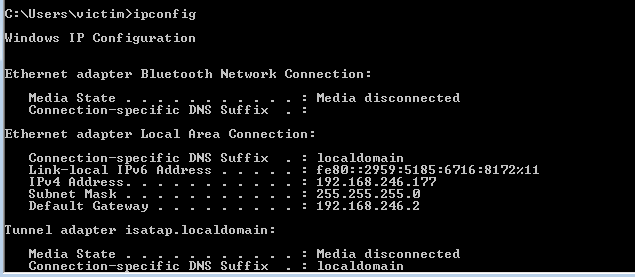 C:\Users\victim>ipconfig
Windows IP Configuration
Ethernet adapter Bluetooth Network Connection:
Media State . . . . . . . . . . . : Media disconnected
Connection-specific DNS Suffix . :
Ethernet adapter Local Area Connection:
Connection-specific DNS Suffix . : localdomain
Link-local IPv6 Address . . . . . : fe80::2959:5185:6716:8172%11
IPv4 Address. . . . . . . . . . . : 192.168.246.177
Subnet Mask . . . . . . . . . . . : 255.255.255.0
Default Gateway . . . . . . . . . : 192.168.246.2
Tunnel adapter isatap.localdomain:
Media State . . . . . . . . . . . : Media disconnected
Connection-specific DNS Suffix . : localdomain